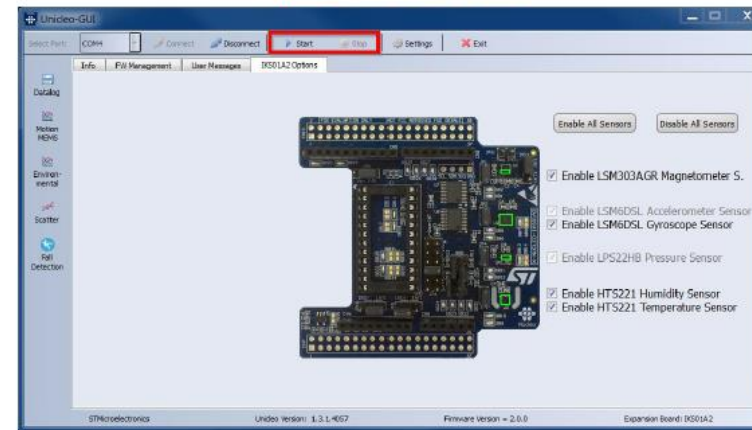 Unicleo-GUI
Select Port: COM4 Connect Disconnect Start Stop Settings Exit
Info FW Management User Messages IKS01A2 Options
Datalog
Motion
MEMS
Environ-
mental
Scatter
Fall
Detection
Enable All Sensors Disable All Sensors
Enable LSM303AGR Magnetometer S.
Enable LSM6DSL Accelerometer Sensor
Enable LSM6DSL Gyroscope Sensor
Enable LPS22HB Pressure Sensor
Enable HTS221 Humidity Sensor
Enable HTS221 Temperature Sensor
STMicroelectronics Unicleo Version: 1.3.1.4057 Firmware Version = 2.0.0 Expansion Board: IKS01A2